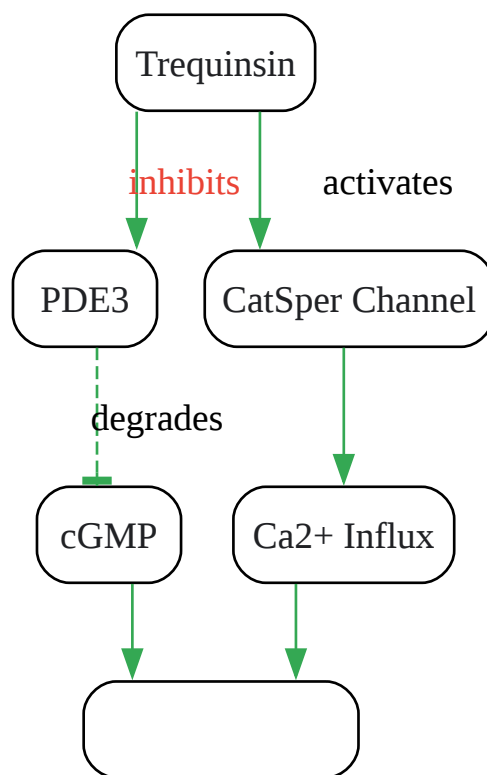 Trequinsin
inhibits
activates
PDE3
CatSper Channel
degrades
cGMP
Ca2+ Influx